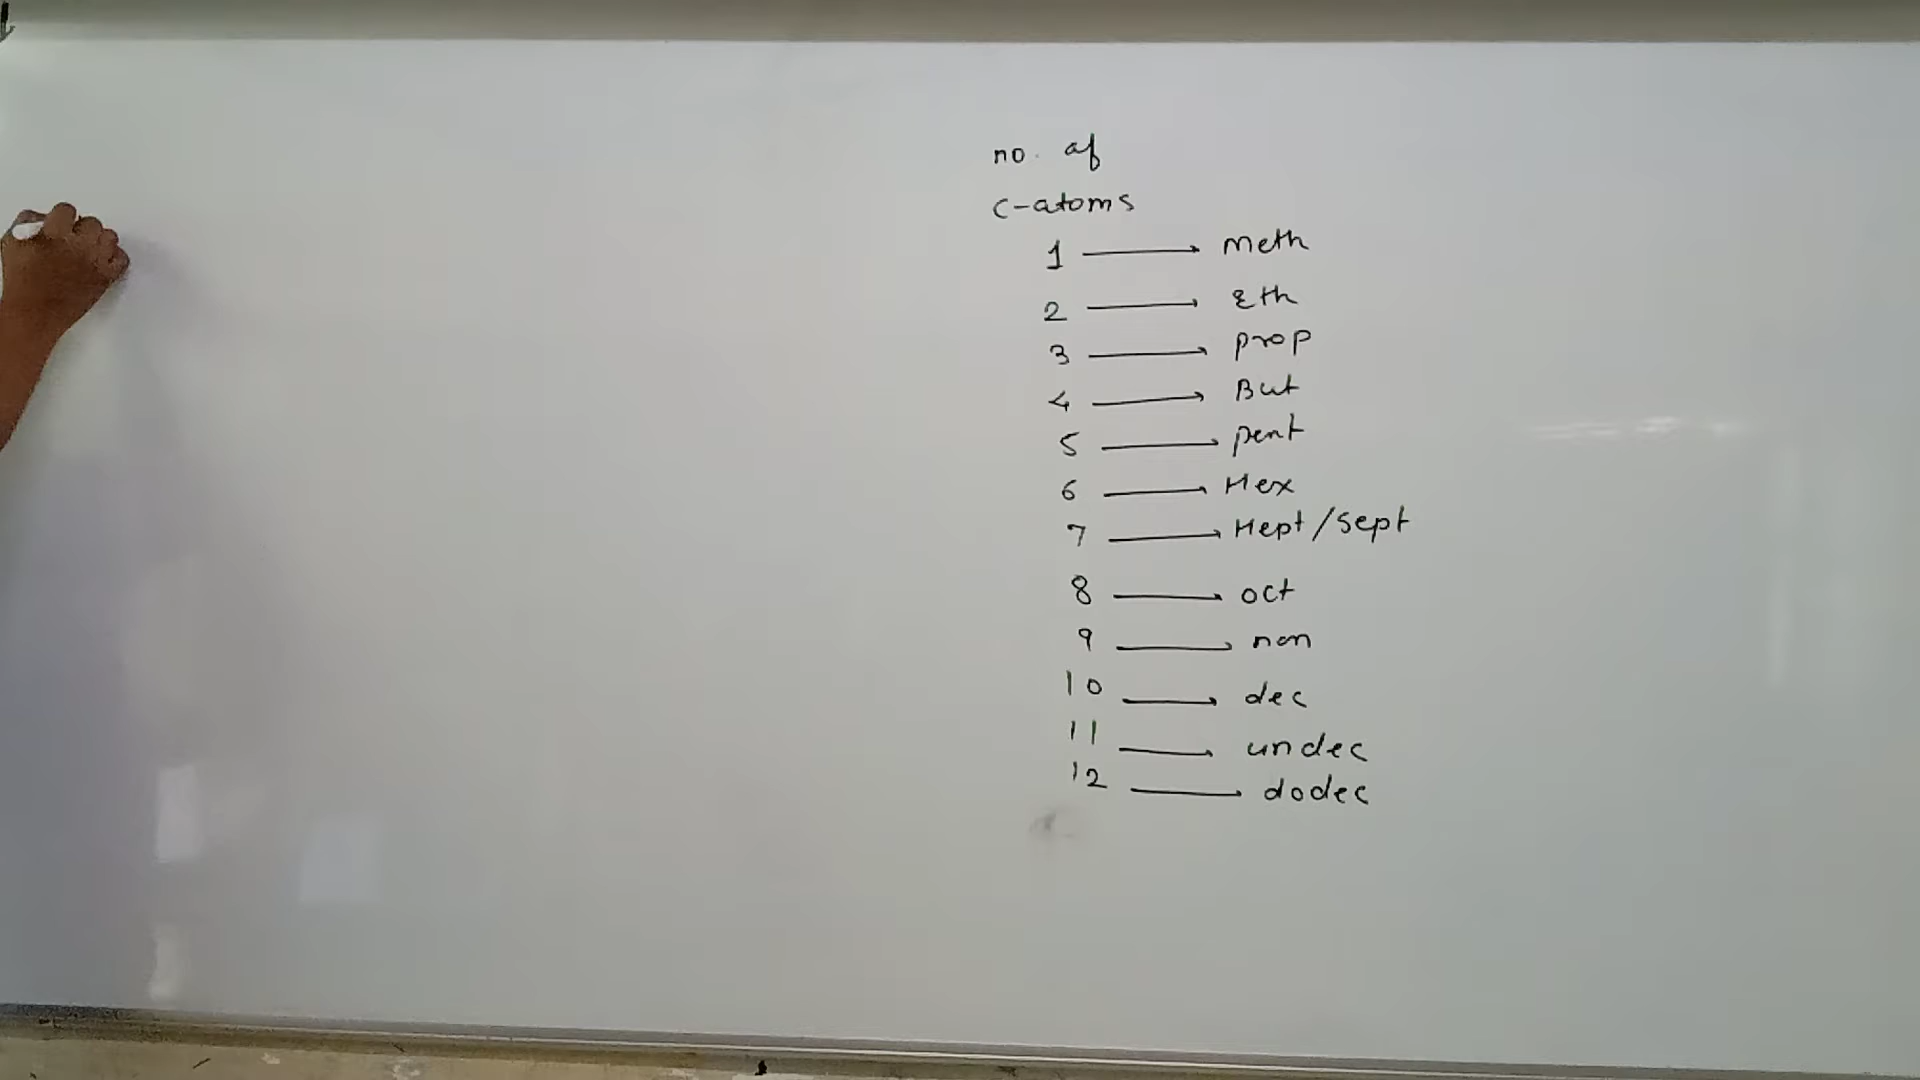 no. of
C-atoms
1 ⟶ meth
2 ⟶ Eth
3 ⟶ prop
4 ⟶ But
5 ⟶ pent
6 ⟶ Hex
7 ⟶ Hept/sept
8 ⟶ oct
9 ⟶ non
10 ⟶ dec
11 ⟶ undec
12 ⟶ dodec